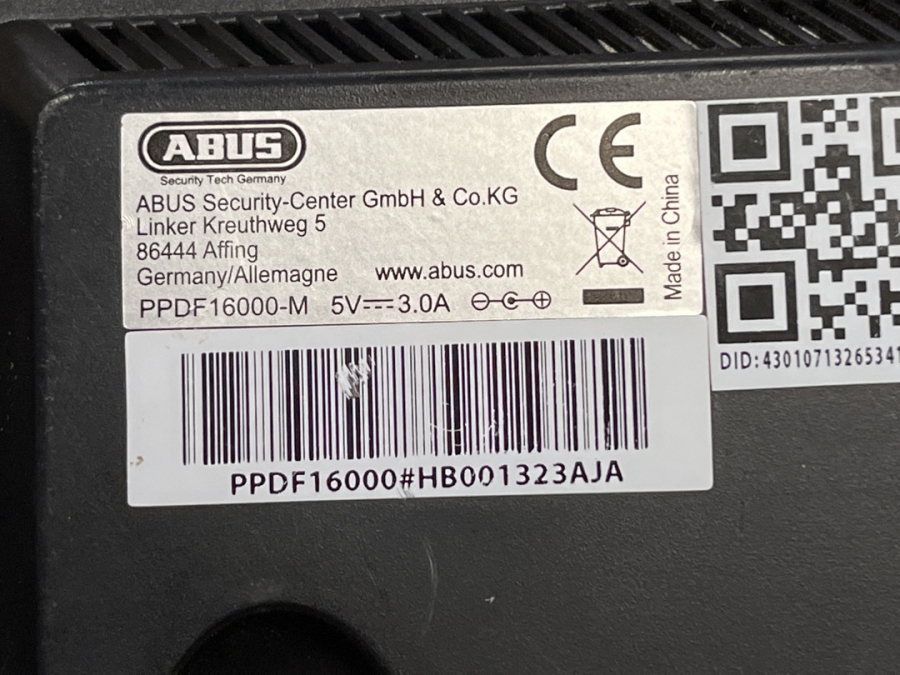 ABUS
Security Tech Germany
ABUS Security-Center GmbH & Co.KG
Linker Kreuthweg 5
86444 Affing
Germany/Allemagne www.abus.com
PPDF16000-M 5V⎓3.0A
CE
Made in China
PPDF16000#HB001323AJA
DID:43010713265341